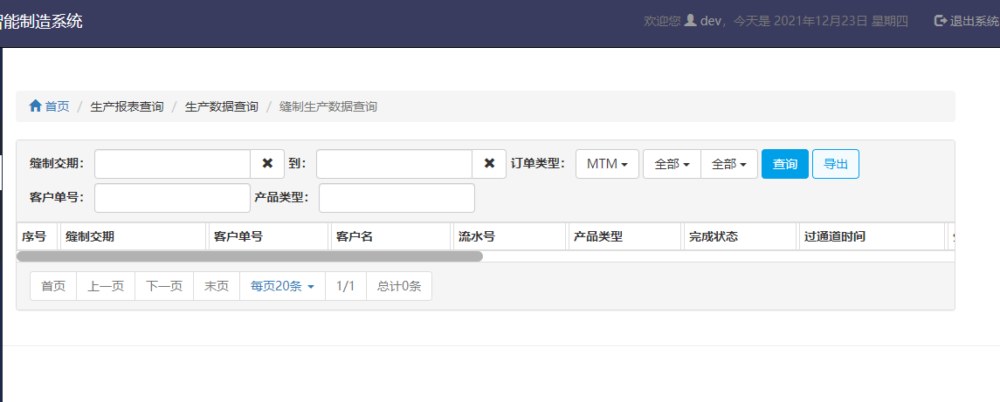 能制造系统 欢迎您 dev，今天是 2021年12月23日 星期四 退出系统
首页 / 生产报表查询 / 生产数据查询 / 缝制生产数据查询
缝制交期： 到： 订单类型： MTM 全部 全部 查询 导出
客户单号： 产品类型：
序号 缝制交期 客户单号 客户名 流水号 产品类型 完成状态 过通道时间
首页 上一页 下一页 末页 每页20条 1/1 总计0条